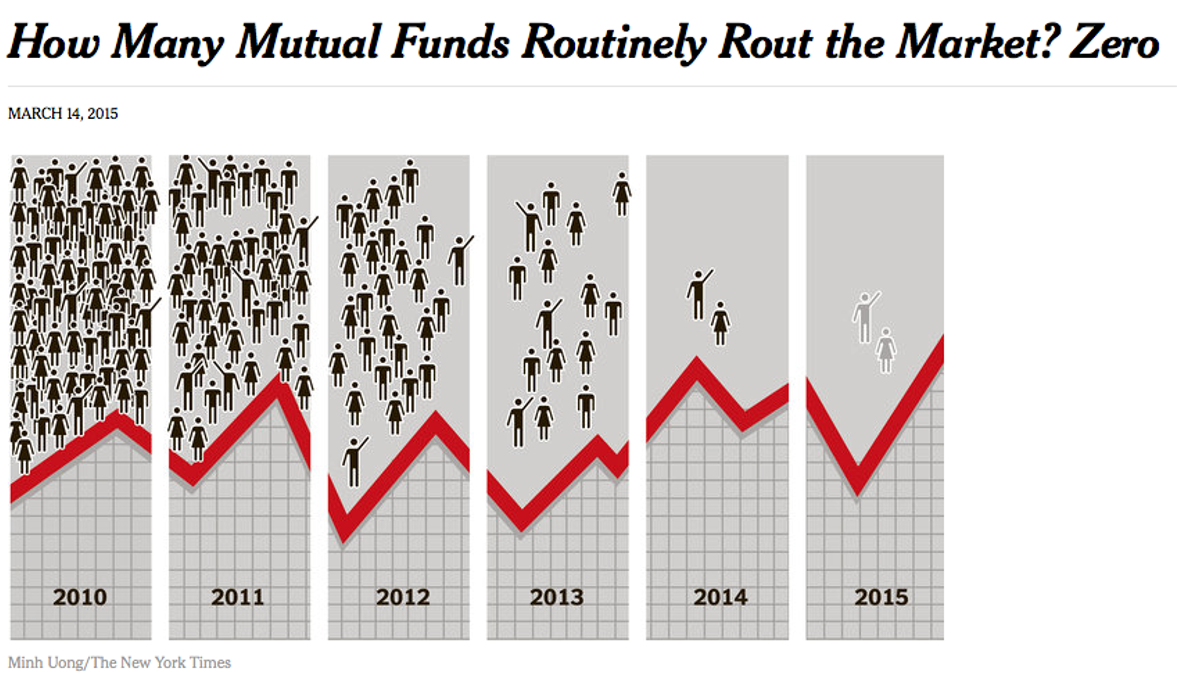 How Many Mutual Funds Routinely Rout the Market? Zero
MARCH 14, 2015
2010
2011
2012
2013
2014
2015
Minh Uong/The New York Times